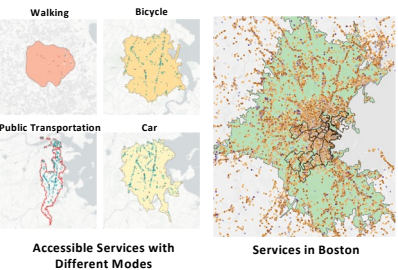 Walking
Bicycle
Public Transportation
Car
Accessible Services with
Different Modes
Services in Boston